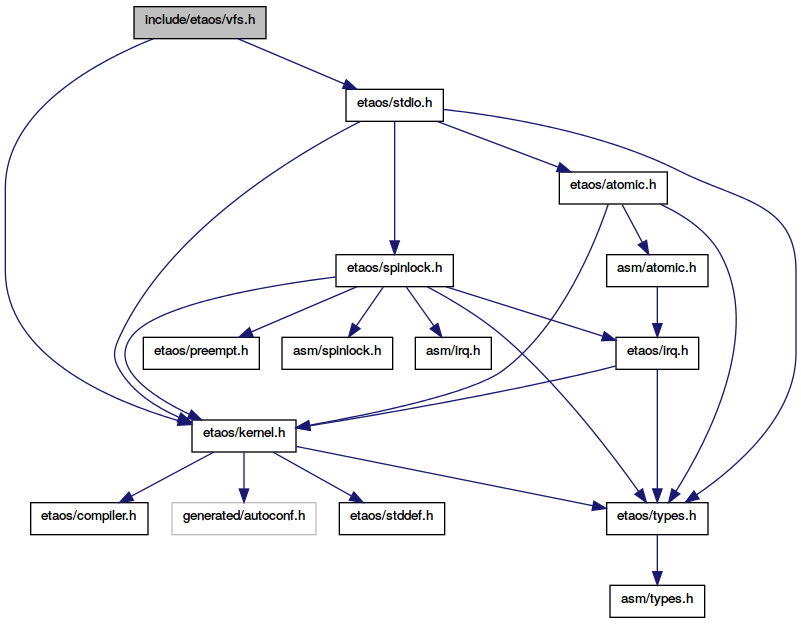 include/etaos/vfs.h
etaos/stdio.h
etaos/atomic.h
etaos/spinlock.h
asm/atomic.h
etaos/preempt.h
asm/spinlock.h
asm/irq.h
etaos/irq.h
etaos/kernel.h
etaos/compiler.h
generated/autoconf.h
etaos/stddef.h
etaos/types.h
asm/types.h